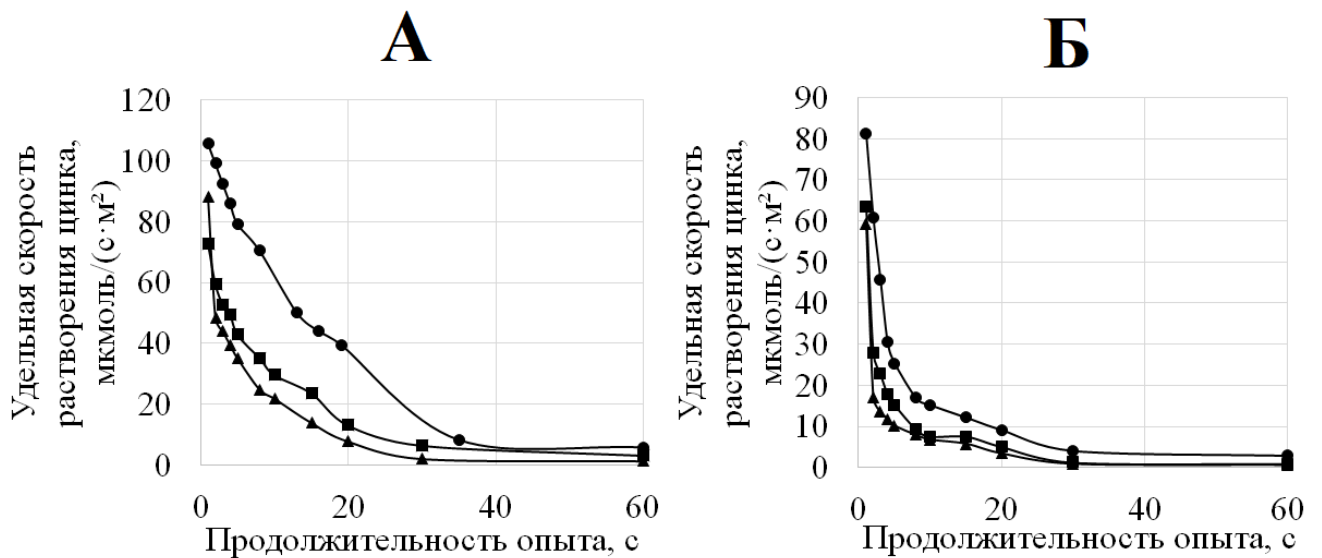 А
Удельная скорость
растворения цинка,
мкмоль/(с·м²)
120
100
80
60
40
20
0
0 20 40 60
Продолжительность опыта, с
Б
Удельная скорость
растворения цинка,
мкмоль/(с·м²)
90
80
70
60
50
40
30
20
10
0
0 20 40 60
Продолжительность опыта, с